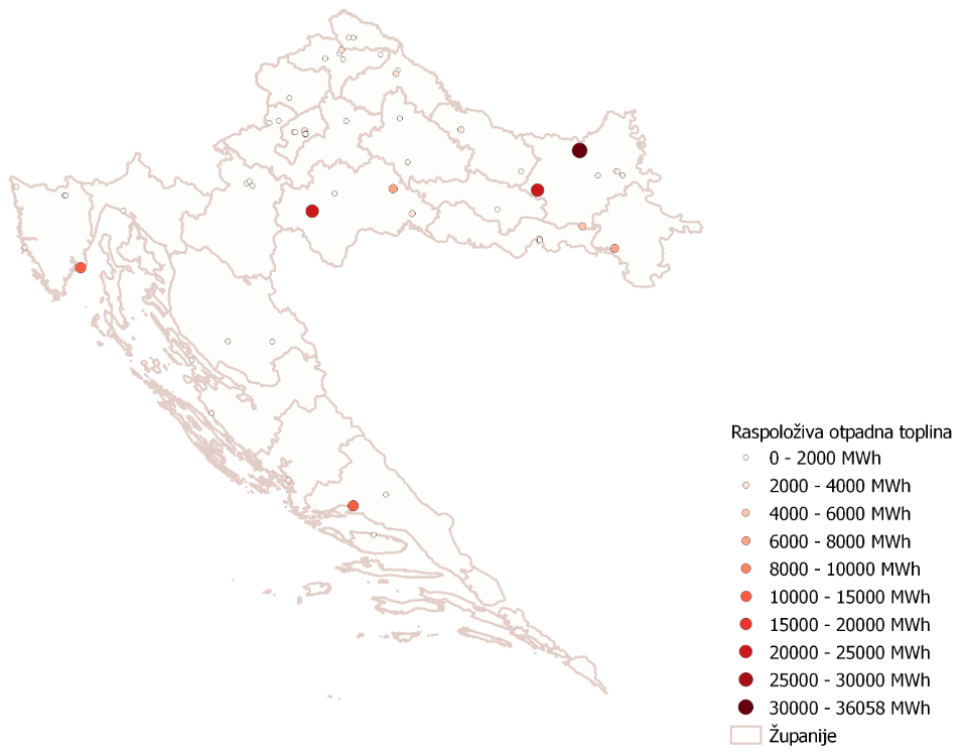 Raspoloživa otpadna toplina
0 - 2000 MWh
2000 - 4000 MWh
4000 - 6000 MWh
6000 - 8000 MWh
8000 - 10000 MWh
10000 - 15000 MWh
15000 - 20000 MWh
20000 - 25000 MWh
25000 - 30000 MWh
30000 - 36058 MWh
Županije